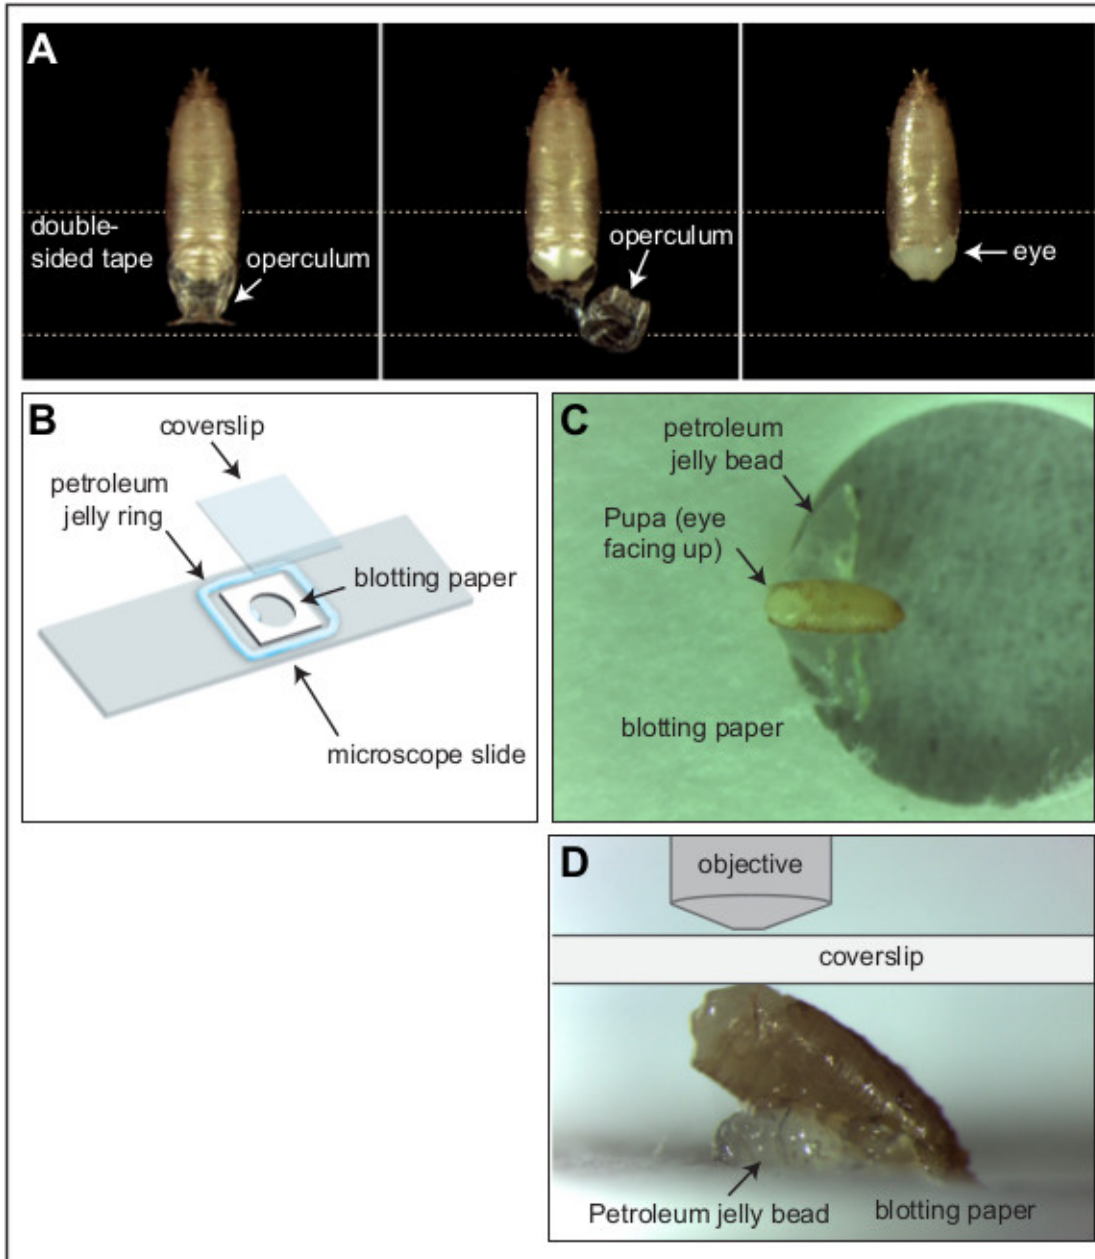 A
double-
sided tape
operculum
operculum
eye
B
coverslip
petroleum
jelly ring
blotting paper
microscope slide
C
petroleum
jelly bead
Pupa (eye
facing up)
blotting paper
D
objective
coverslip
Petroleum jelly bead
blotting paper